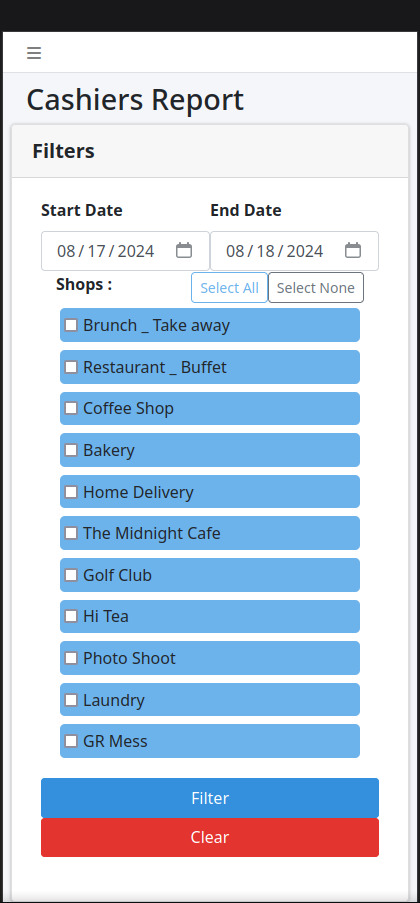 Cashiers Report
Filters
Start Date End Date
08/17/2024 08/18/2024
Shops : Select All Select None
Brunch _ Take away
Restaurant _ Buffet
Coffee Shop
Bakery
Home Delivery
The Midnight Cafe
Golf Club
Hi Tea
Photo Shoot
Laundry
GR Mess
Filter
Clear